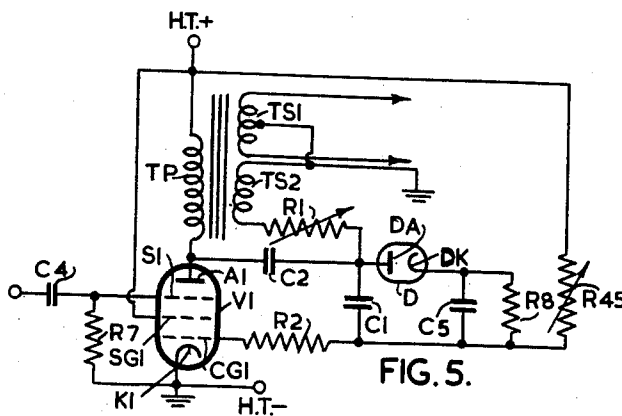 H.T.+
TS1
TP
TS2
R1
DA
DK
S1
A1
C4
V1
C2
D
R45
R7
SG1
R2
C1
C5
R8
CG1
K1
H.T.-
FIG.5.